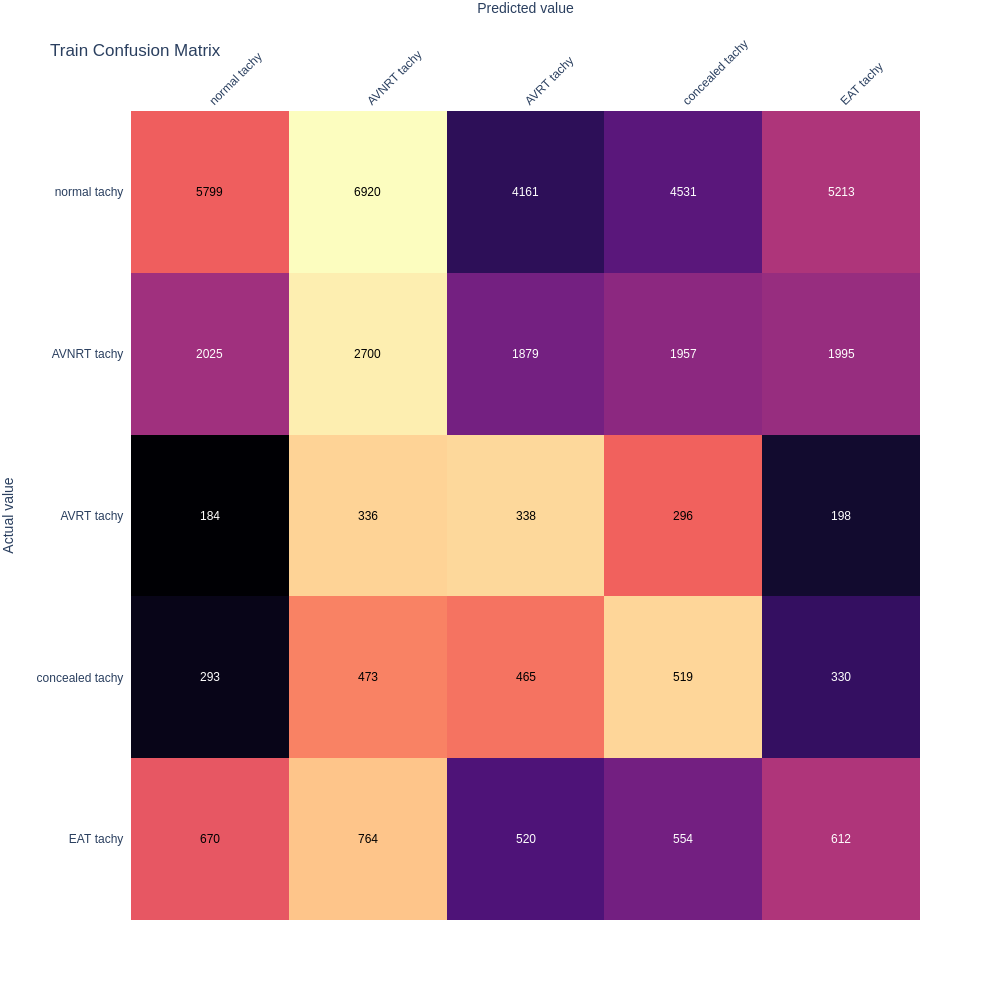 Predicted value
Train Confusion Matrix
normal tachy
AVNRT tachy
AVRT tachy
concealed tachy
EAT tachy
Actual value
normal tachy 5799 6920 4161 4531 5213
AVNRT tachy 2025 2700 1879 1957 1995
AVRT tachy 184 336 338 296 198
concealed tachy 293 473 465 519 330
EAT tachy 670 764 520 554 612